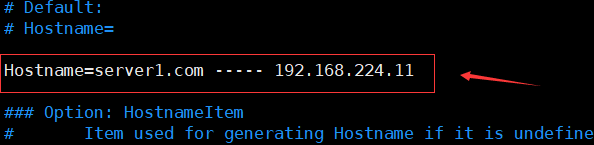 # Default:
# Hostname=
Hostname=server1.com ----- 192.168.224.11
### Option: HostnameItem
#       Item used for generating Hostname if it is undefine